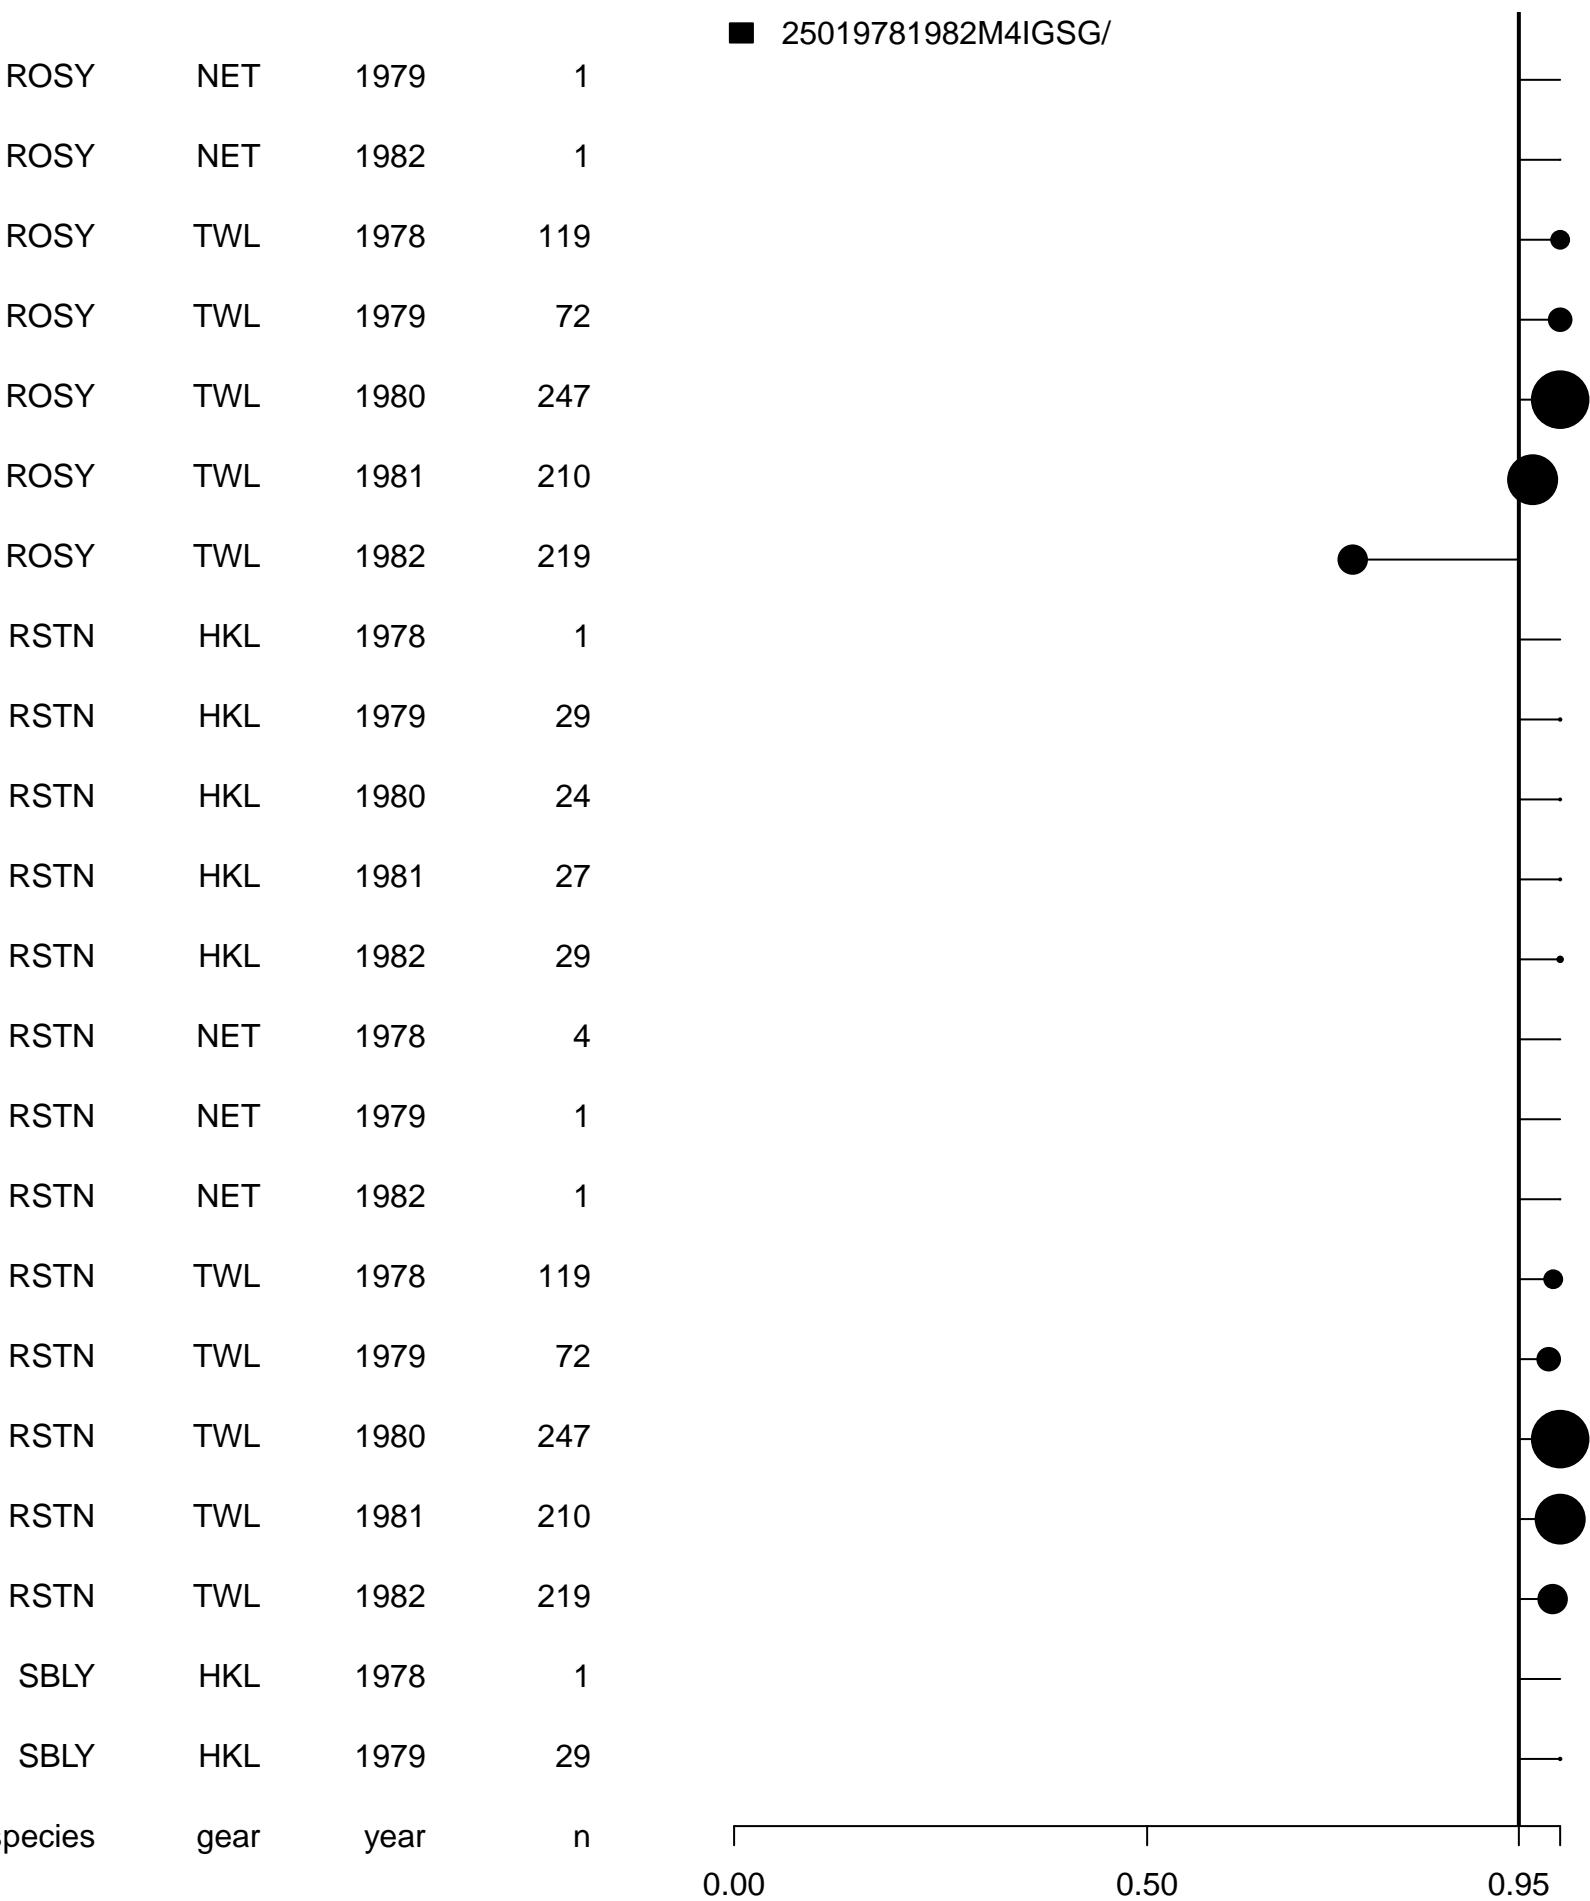 25019781982M4IGSG/
ROSY NET 1979 1
ROSY NET 1982 1
ROSY TWL 1978 119
ROSY TWL 1979 72
ROSY TWL 1980 247
ROSY TWL 1981 210
ROSY TWL 1982 219
RSTN HKL 1978 1
RSTN HKL 1979 29
RSTN HKL 1980 24
RSTN HKL 1981 27
RSTN HKL 1982 29
RSTN NET 1978 4
RSTN NET 1979 1
RSTN NET 1982 1
RSTN TWL 1978 119
RSTN TWL 1979 72
RSTN TWL 1980 247
RSTN TWL 1981 210
RSTN TWL 1982 219
SBLY HKL 1978 1
SBLY HKL 1979 29
species gear year n
0.00 0.50 0.95